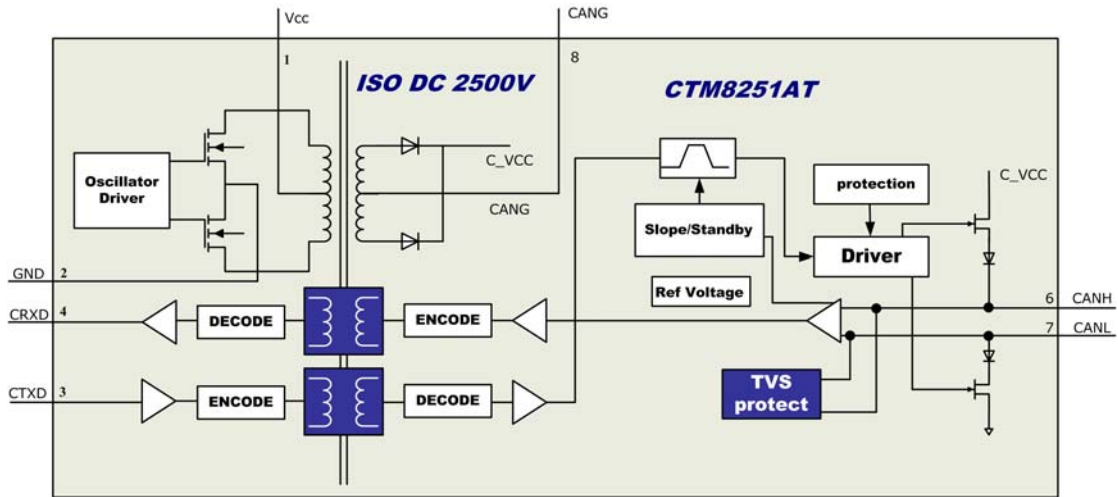 Vcc
CANG
1
8
ISO DC 2500V
CTM8251AT
Oscillator
Driver
C_VCC
CANG
protection
C_VCC
Slope/Standby
Driver
GND
2
Ref Voltage
6
CANH
CRXD
4
DECODE
ENCODE
7
CANL
CTXD
3
ENCODE
DECODE
TVS
protect